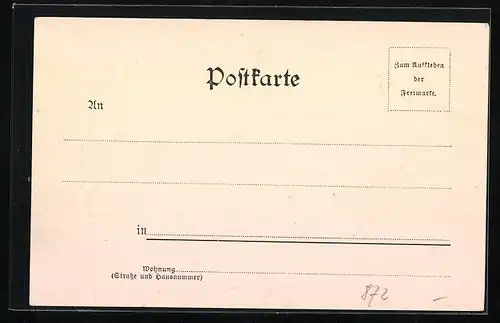 Postkarte
Zum Aufkleben
der
Freimarke.
An
in
Wohnung
(Straße und Hausnummer)
872